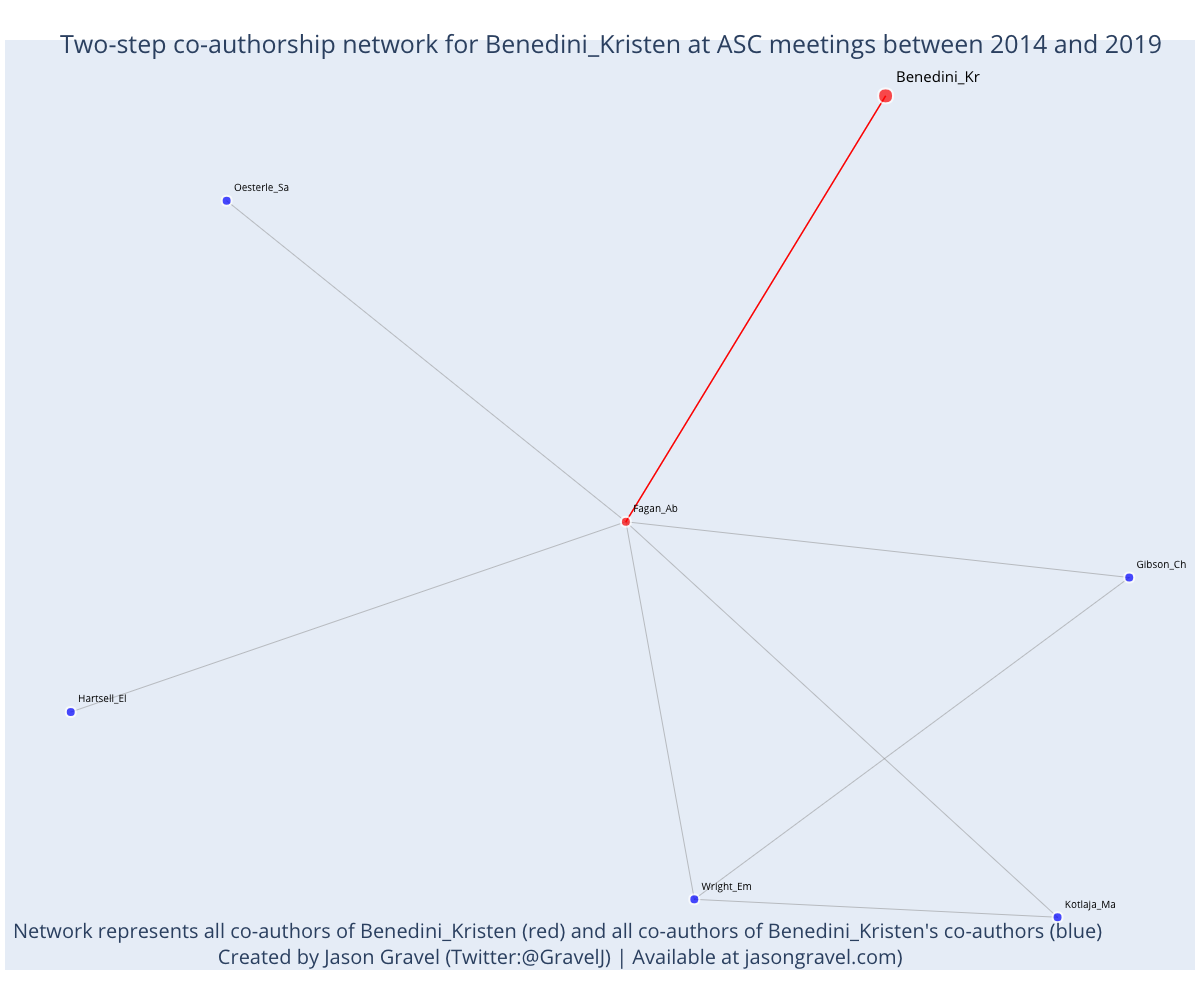 Two-step co-authorship network for Benedini_Kristen at ASC meetings between 2014 and 2019
Benedini_Kr
Oesterle_Sa
Fagan_Ab
Gibson_Ch
Hartsell_El
Wright_Em
Kotlaja_Ma
Network represents all co-authors of Benedini_Kristen (red) and all co-authors of Benedini_Kristen's co-authors (blue)
Created by Jason Gravel (Twitter:@GravelJ) | Available at jasongravel.com)